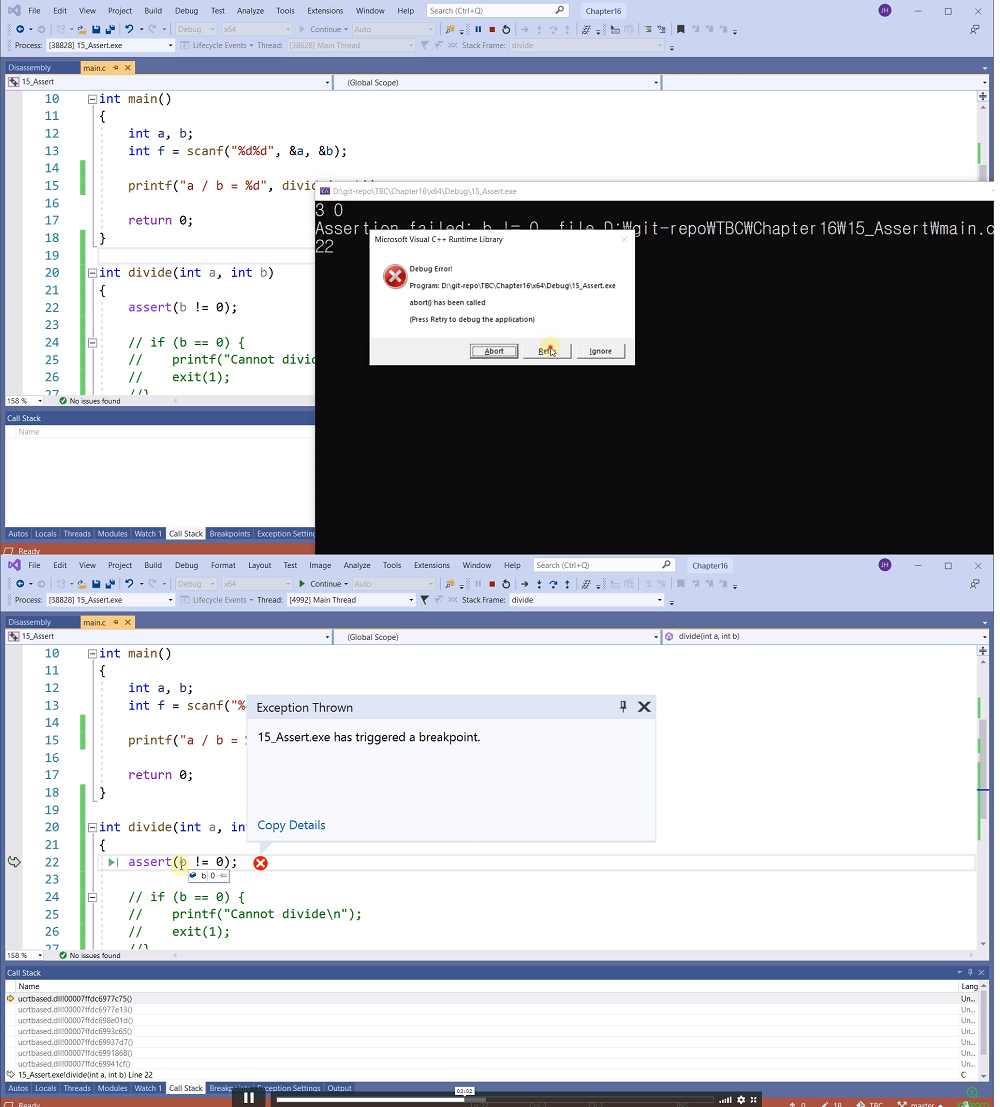 File Edit View Project Build Debug Test Analyze Tools Extensions Window Help Search (Ctrl+Q) Chapter16 JH
Debug x64 Continue Auto
Process: [38828] 15_Assert.exe Lifecycle Events Thread: [38628] Main Thread Stack Frame: divide
Disassembly main.c
15_Assert (Global Scope)
10 int main()
11 {
12 int a, b;
13 int f = scanf("%d%d", &a, &b);
14
15 printf("a / b = %d",
16
17 return 0;
18 }
19
20 int divide(int a, int b)
21 {
22 assert(b != 0);
23
24 // if (b == 0) {
25 // printf("Cannot divid
26 // exit(1);
27 //}
158 % No issues found
Call Stack
Name
Autos Locals Threads Modules Watch 1 Call Stack Breakpoints Exception Setting
Ready
D:\git-repo\TBC\Chapter16\x64\Debug\15_Assert.exe
3 0
Assertion failed: b != 0, file D:₩git-repo₩TBC₩Chapter16₩15_Assert₩main.c
22
Microsoft Visual C++ Runtime Library
Debug Error!
Program: D:\git-repo\TBC\Chapter16\x64\Debug\15_Assert.exe
abort() has been called
(Press Retry to debug the application)
Abort Retry Ignore
File Edit View Project Build Debug Format Layout Test Image Analyze Tools Extensions Window Help Search (Ctrl+Q) Chapter16 JH
Debug x64 Continue Auto
Process: [38828] 15_Assert.exe Lifecycle Events Thread: [4992] Main Thread Stack Frame: divide
Disassembly main.c
15_Assert (Global Scope) divide(int a, int b)
10 int main()
11 {
12 int a, b;
13 int f = scanf("%
14
15 printf("a / b =
16
17 return 0;
18 }
19
20 int divide(int a, in
21 {
22 assert(b != 0);
b 0
23
24 // if (b == 0) {
25 // printf("Cannot divide\n");
26 // exit(1);
27 //}
Exception Thrown
15_Assert.exe has triggered a breakpoint.
Copy Details
158 % No issues found
Call Stack
Name Lang
ucrtbased.dll!00007ffdc6977c75() Un...
ucrtbased.dll!00007ffdc6977e13() Un...
ucrtbased.dll!00007ffdc698e01d() Un...
ucrtbased.dll!00007ffdc6993c65() Un...
ucrtbased.dll!00007ffdc69937d7() Un...
ucrtbased.dll!00007ffdc6991868() Un...
ucrtbased.dll!00007ffdc69941cf() Un...
15_Assert.exe!divide(int a, int b) Line 22 C
Autos Locals Threads Modules Watch 1 Call Stack Exception Settings Output
03:02
Ready 0 18 TBC master